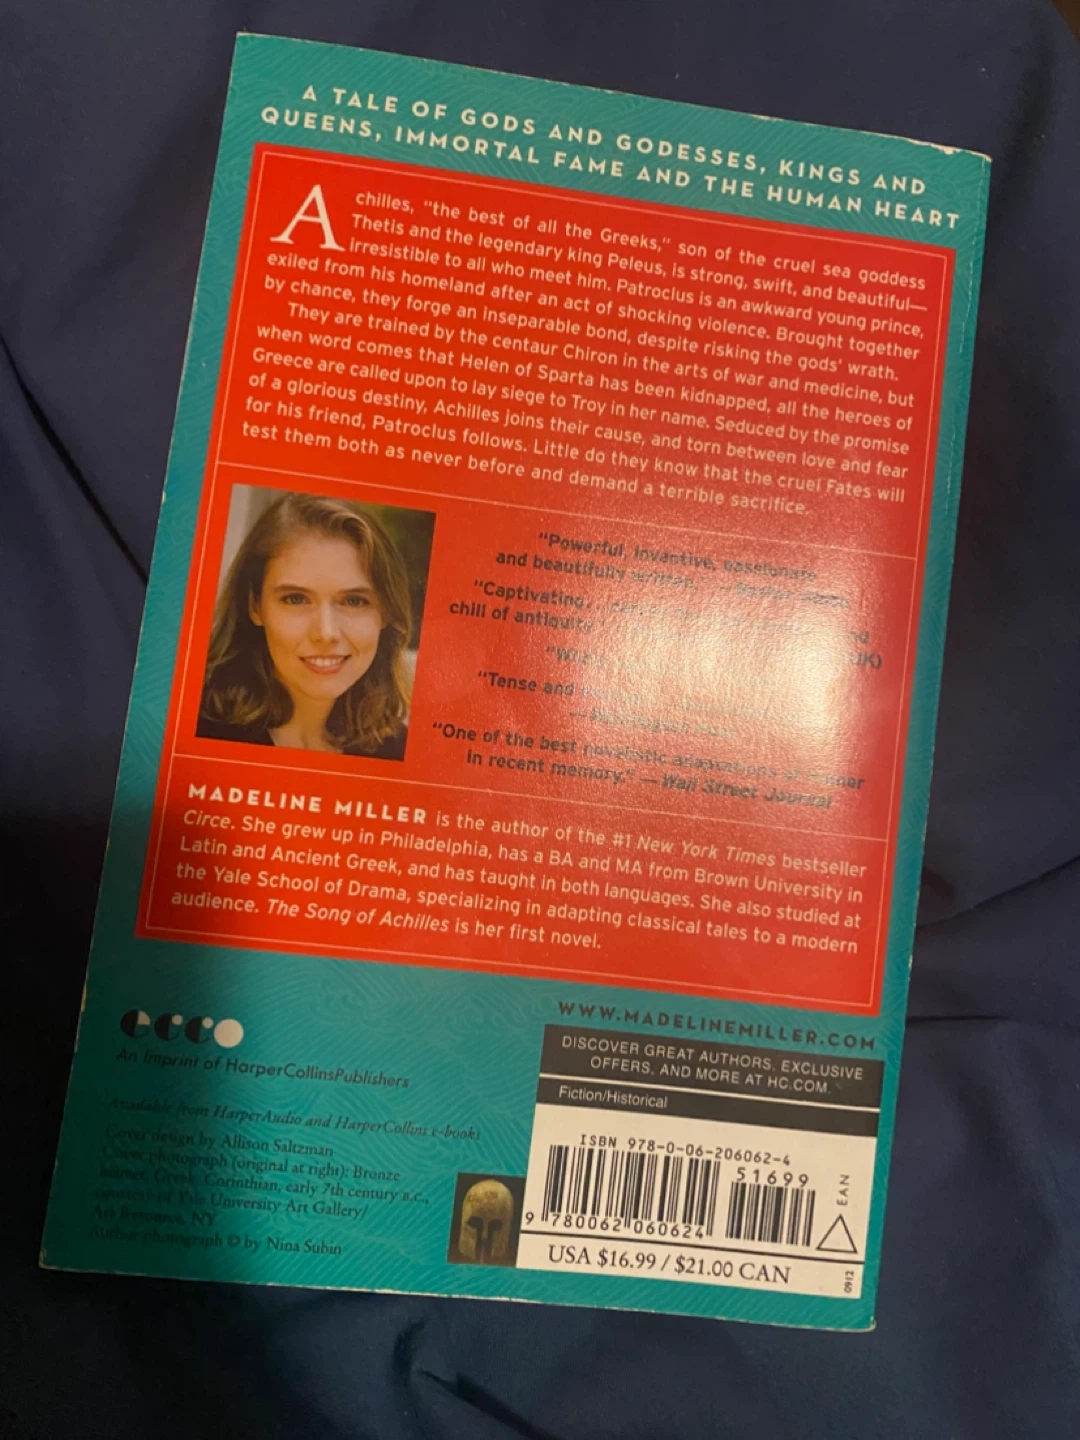 A TALE OF GODS AND GODESSES, KINGS AND
QUEENS, IMMORTAL FAME AND THE HUMAN HEART
Achilles, "the best of all the Greeks," son of the cruel sea goddess
Thetis and the legendary king Peleus, is strong, swift, and beautiful—
irresistible to all who meet him. Patroclus is an awkward young prince,
exiled from his homeland after an act of shocking violence. Brought together
by chance, they forge an inseparable bond, despite risking the gods' wrath.
They are trained by the centaur Chiron in the arts of war and medicine, but
when word comes that Helen of Sparta has been kidnapped, all the heroes of
Greece are called upon to lay siege to Troy in her name. Seduced by the promise
of a glorious destiny, Achilles joins their cause, and torn between love and fear
for his friend, Patroclus follows. Little do they know that the cruel Fates will
test them both as never before and demand a terrible sacrifice.
"Powerful, inventive, passionate
and beautifully written."
"Captivating
chill of antiquity
UK)
"Tense and
"One of the best novelistic adaptations of Homer
in recent memory." —Wall Street Journal
MADELINE MILLER is the author of the #1 New York Times bestseller
Circe. She grew up in Philadelphia, has a BA and MA from Brown University in
Latin and Ancient Greek, and has taught in both languages. She also studied at
the Yale School of Drama, specializing in adapting classical tales to a modern
audience. The Song of Achilles is her first novel.
WWW.MADELINEMILLER.COM
ecco
An Imprint of HarperCollinsPublishers
Available from HarperAudio and HarperCollins e-books
Cover design by Allison Saltzman
Cover photograph (original at right): Bronze
helmet, Greek, Corinthian, early 7th century B.C.,
courtesy of Yale University Art Gallery/
Art Resource, NY
Author photograph © by Nina Subin
DISCOVER GREAT AUTHORS, EXCLUSIVE
OFFERS, AND MORE AT HC.COM.
Fiction/Historical
ISBN 978-0-06-206062-4
51699
EAN
9 780062 060624
USA $16.99 / $21.00 CAN
0912